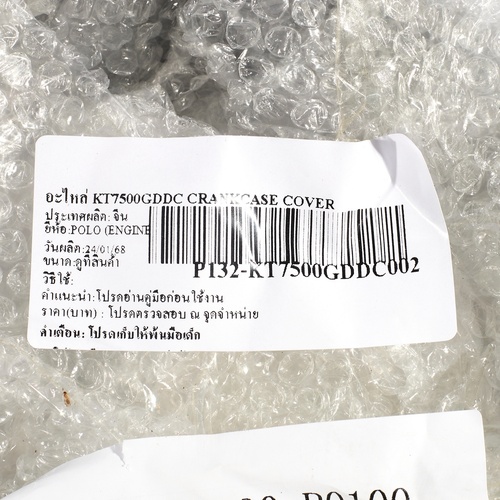 อะไหล่ KT7500GDDC CRANKCASE COVER
ประเทศผลิต: จีน
ยี่ห้อ:POLO (ENGINE
วันผลิต:24/01/68
ขนาด:ดูที่สินค้า
P132-KT7500GDDC002
วิธีใช้:
คำแนะนำ:โปรดอ่านคู่มือก่อนใช้งาน
ราคา(บาท) : โปรดตรวจสอบ ณ จุดจำหน่าย
คำเตือน: โปรดเก็บให้พ้นมือเด็ก